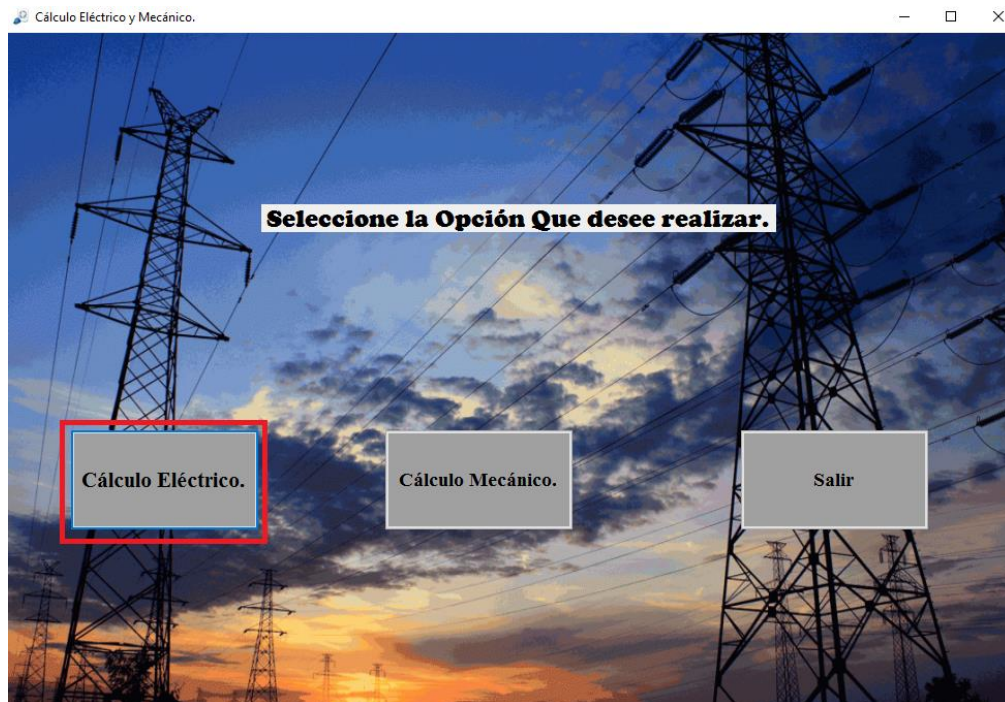 Cálculo Eléctrico y Mecánico.
Seleccione la Opción Que desee realizar.
Cálculo Eléctrico.
Cálculo Mecánico.
Salir